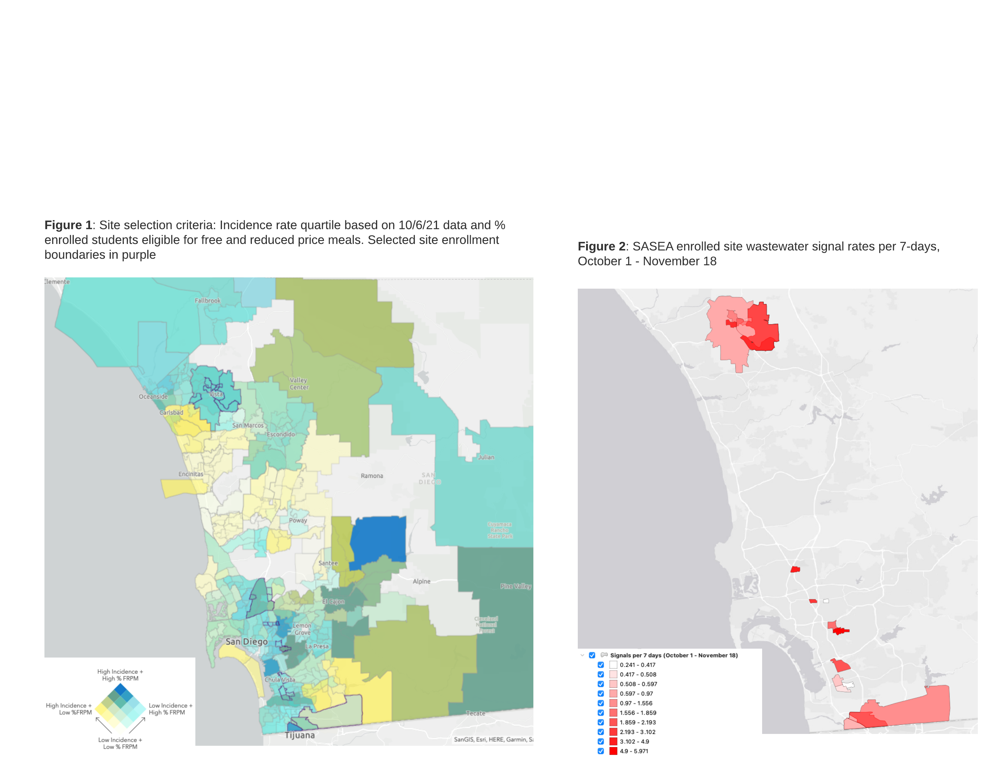 Figure 1: Site selection criteria: Incidence rate quartile based on 10/6/21 data and %
enrolled students eligible for free and reduced price meals. Selected site enrollment
boundaries in purple
Figure 2: SASEA enrolled site wastewater signal rates per 7-days,
October 1 - November 18
Clemente
Fallbrook
Valley
Center
Vista
Oceanside
Carlsbad
San Marcos
Escondido
Julian
Encinitas
Ramona
SAN
DIEGO
Poway
Cuyamaca
Rancho
State Park
Santee
Alpine
Pine Valley
El Cajon
Cleveland
National
Forest
Lemon
Grove
San Diego
La Presa
Chula Vista
Tecate
Tijuana
SanGIS, Esri, HERE, Garmin, Sa
High Incidence +
High % FRPM
High Incidence +
Low %FRPM
Low Incidence +
High % FRPM
Low Incidence +
Low % FRPM
Signals per 7 days (October 1 - November 18)
0.241 - 0.417
0.417 - 0.508
0.508 - 0.597
0.597 - 0.97
0.97 - 1.556
1.556 - 1.859
1.859 - 2.193
2.193 - 3.102
3.102 - 4.9
4.9 - 5.971